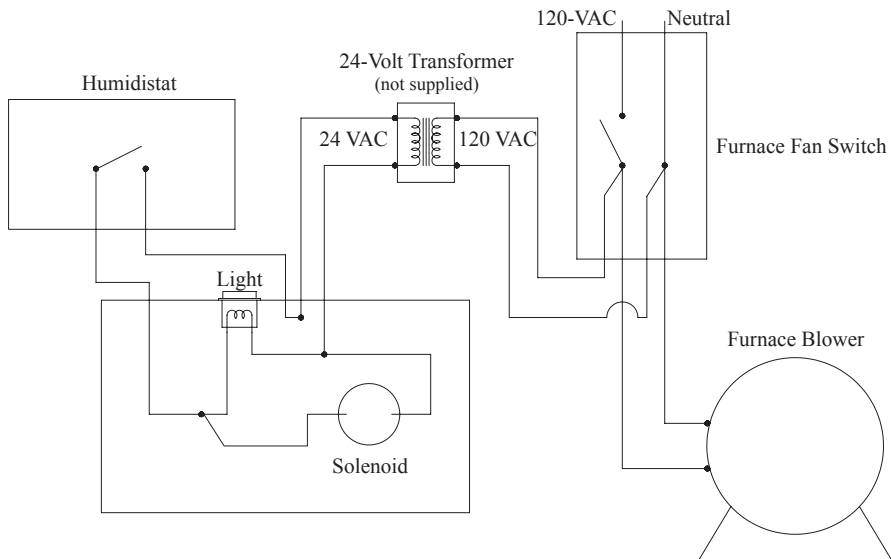 120-VAC
Neutral
24-Volt Transformer
(not supplied)
Humidistat
24 VAC
120 VAC
Furnace Fan Switch
Light
Furnace Blower
Solenoid